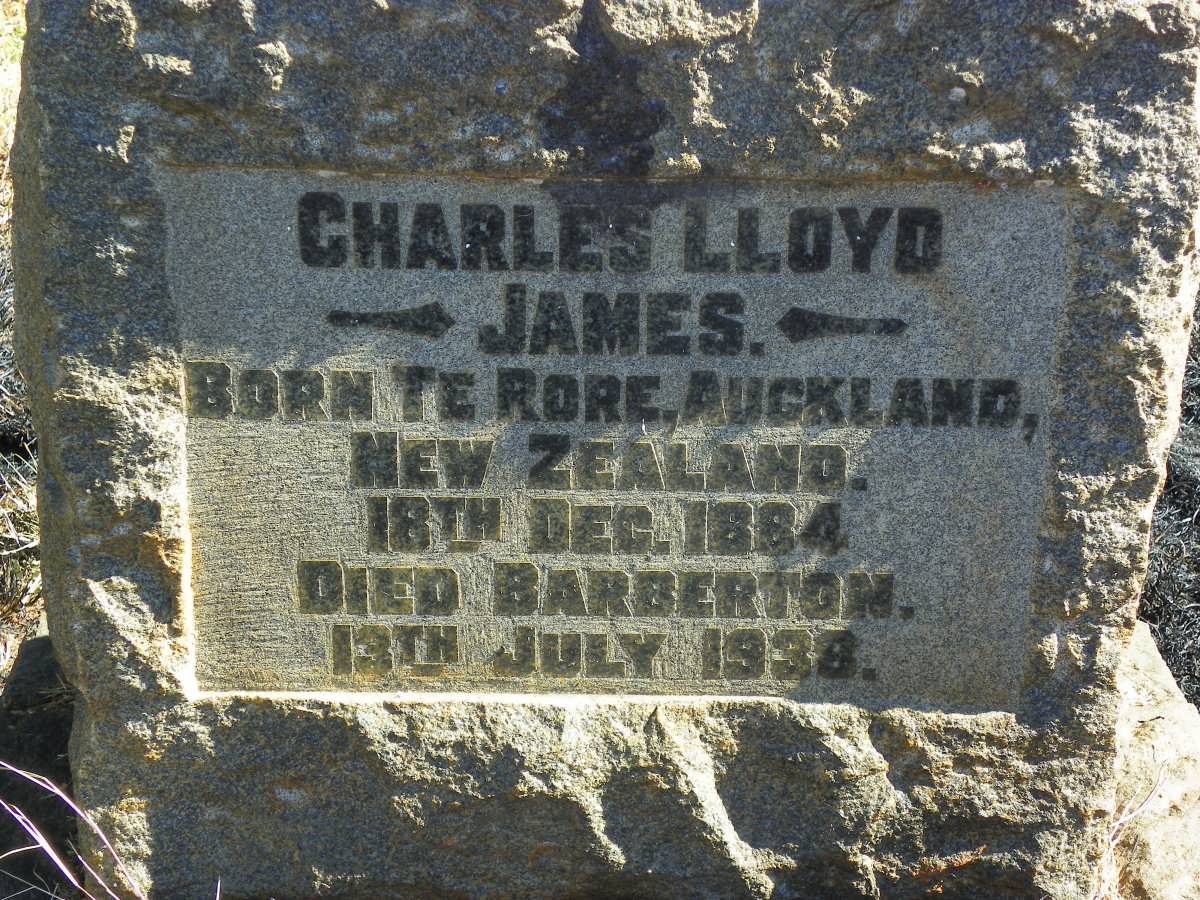 CHARLES LLOYD
JAMES.
BORN TE RORE, AUCKLAND,
NEW ZEALAND.
18TH DEC. 1884
DIED BARBERTON.
13TH JULY 1938.